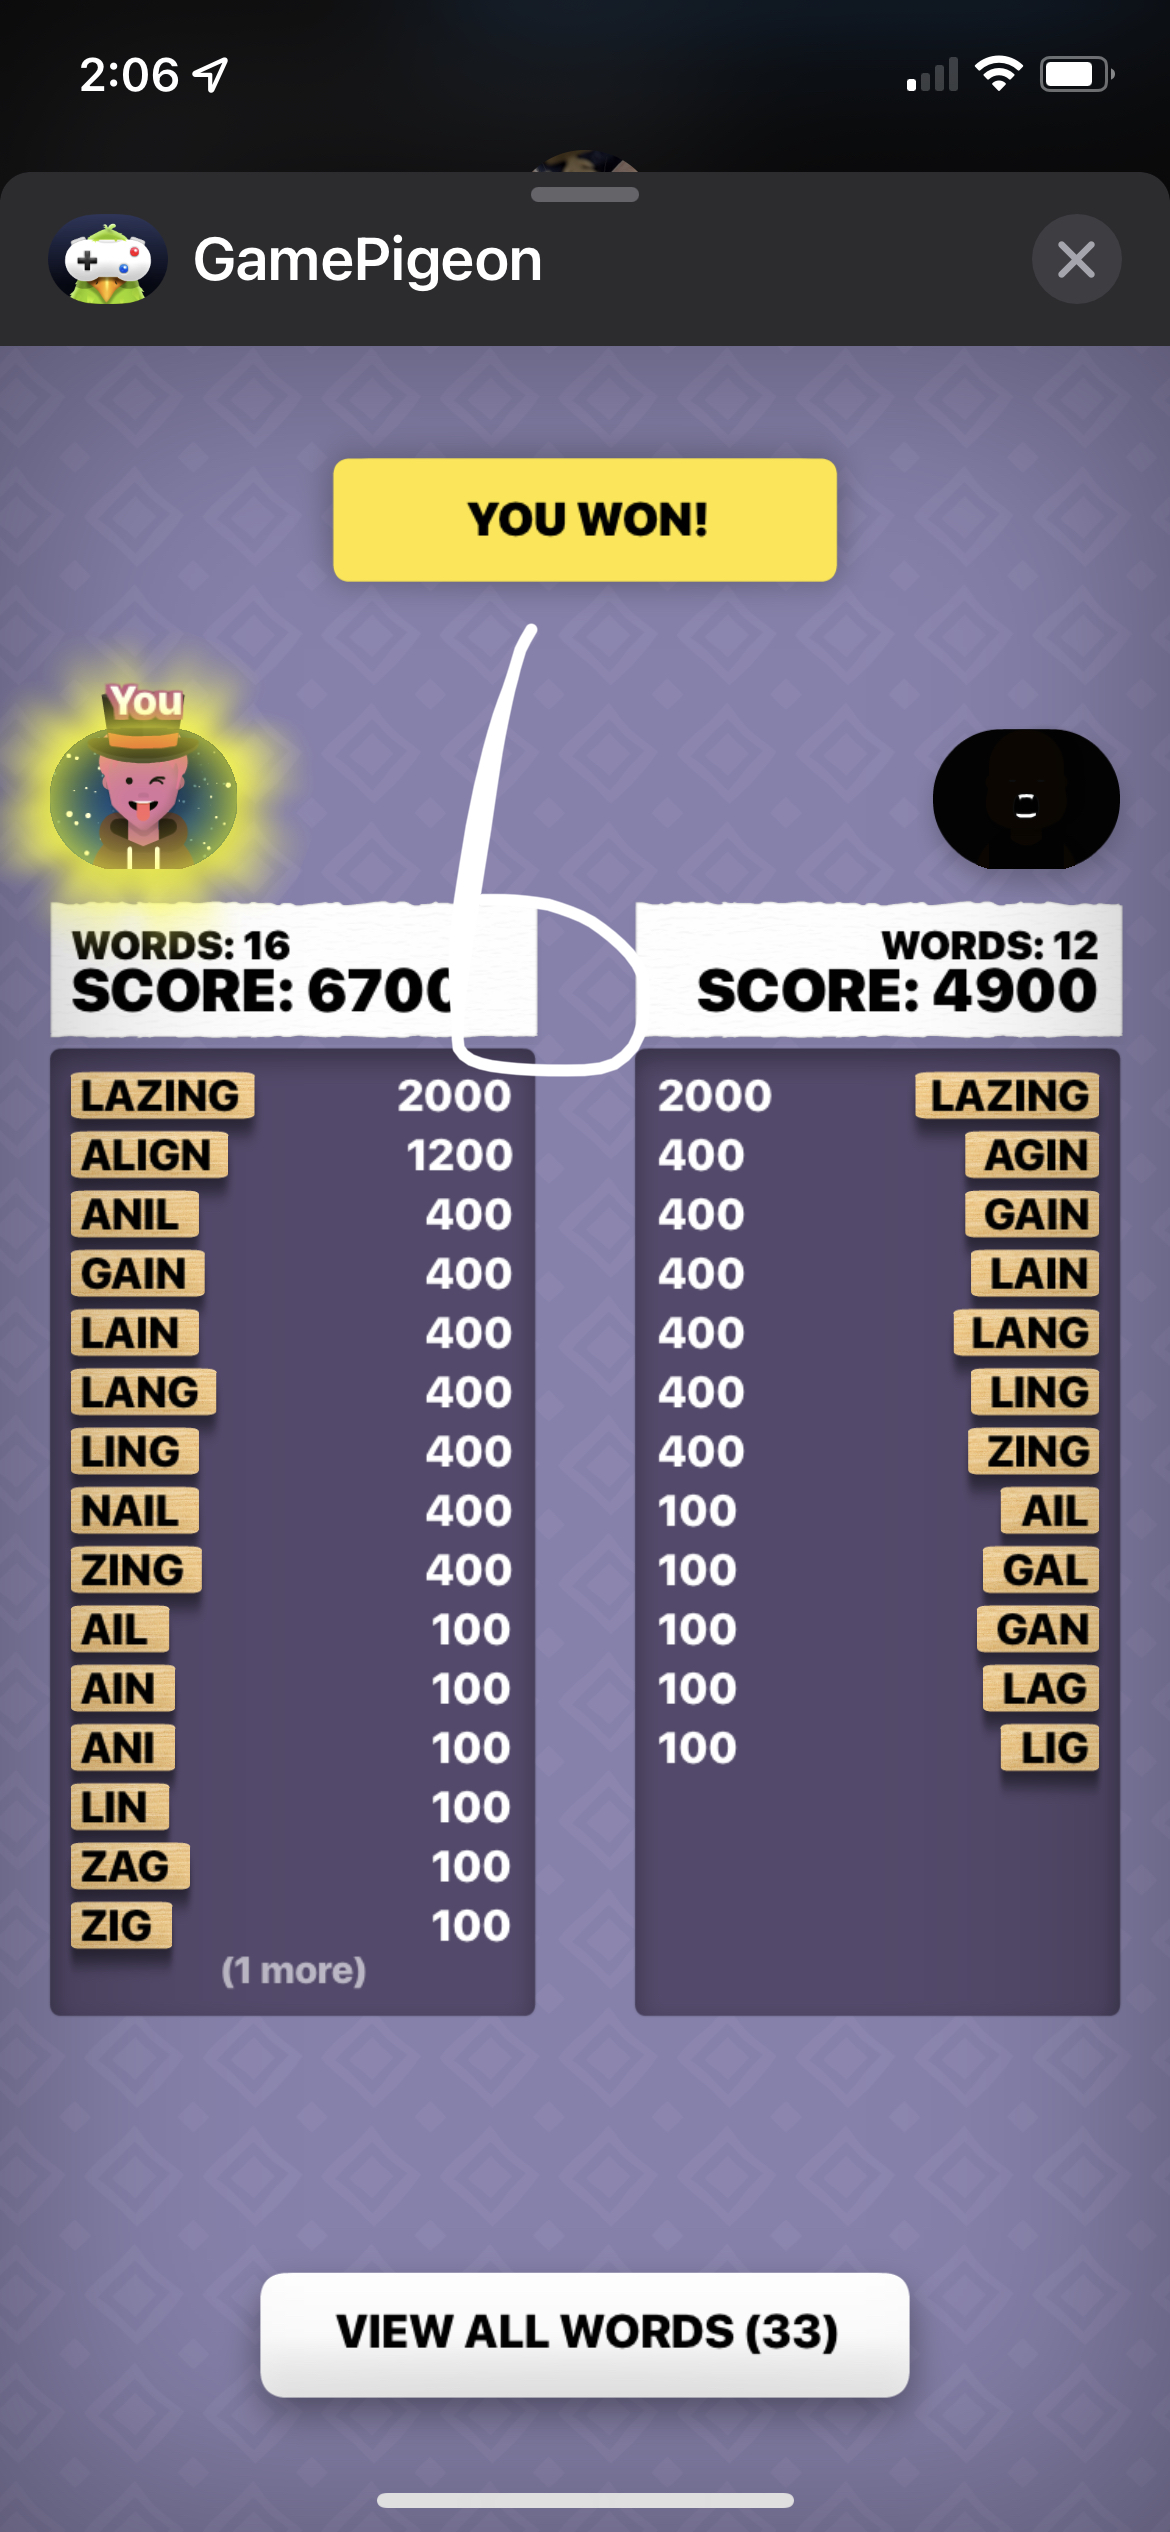 2:06
GamePigeon
YOU WON!
You
WORDS: 16
SCORE: 6700
WORDS: 12
SCORE: 4900
6
LAZING 2000
ALIGN 1200
ANIL 400
GAIN 400
LAIN 400
LANG 400
LING 400
NAIL 400
ZING 400
AIL 100
AIN 100
ANI 100
LIN 100
ZAG 100
ZIG 100
(1 more)
2000 LAZING
400 AGIN
400 GAIN
400 LAIN
400 LANG
400 LING
400 ZING
100 AIL
100 GAL
100 GAN
100 LAG
100 LIG
VIEW ALL WORDS (33)